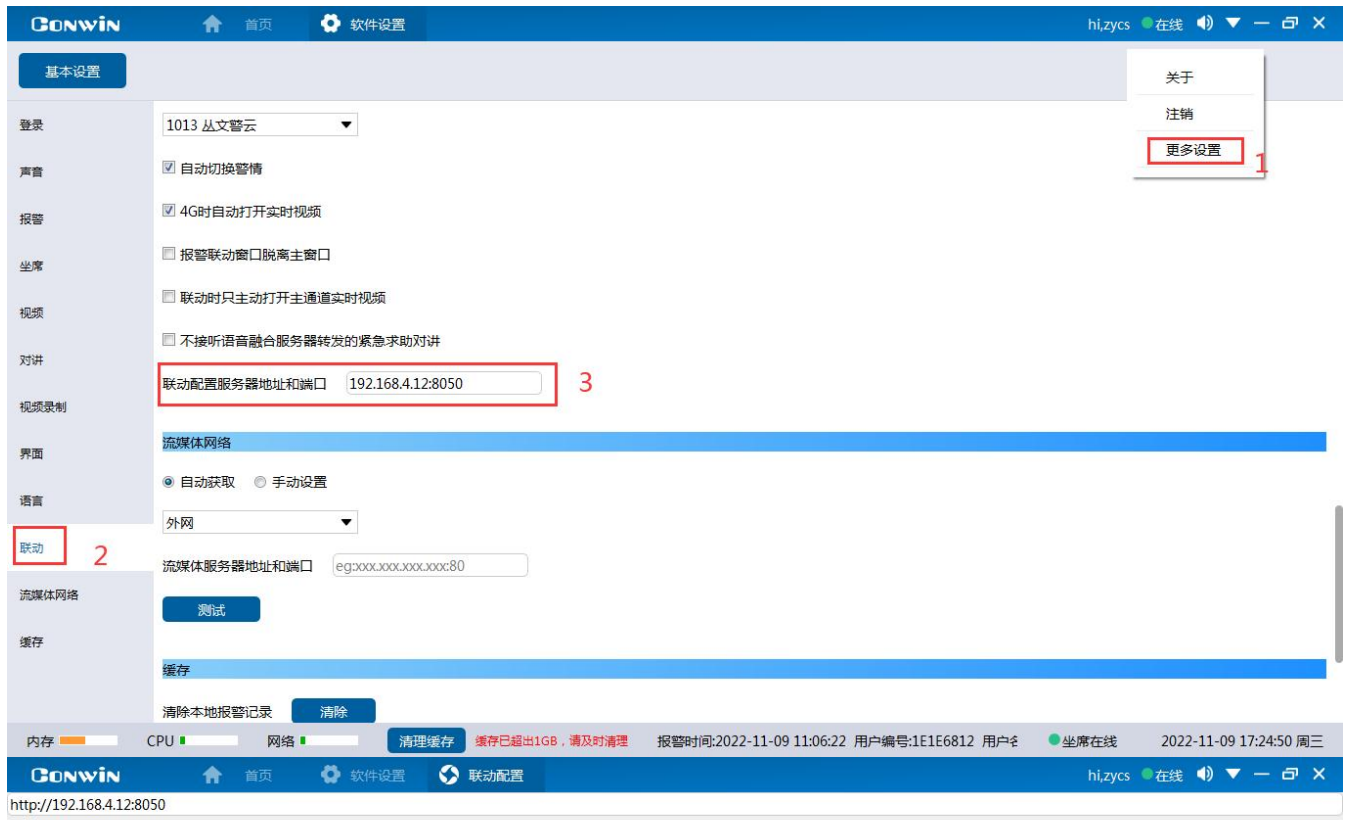 CONWIN 首页 软件设置 hi,zycs 在线
基本设置
关于
注销
更多设置
1
登录
声音
报警
坐席
视频
对讲
视频录制
界面
语言
联动
2
流媒体网络
缓存
1013 丛文警云
自动切换警情
4G时自动打开实时视频
报警联动窗口脱离主窗口
联动时只主动打开主通道实时视频
不接听语音融合服务器转发的紧急求助对讲
联动配置服务器地址和端口 192.168.4.12:8050
3
流媒体网络
自动获取 手动设置
外网
流媒体服务器地址和端口 eg:xxx.xxx.xxx.xxx:80
测试
缓存
清除本地报警记录 清除
内存 CPU 网络 清理缓存 缓存已超出1GB，请及时清理 报警时间:2022-11-09 11:06:22 用户编号:1E1E6812 用户名 坐席在线 2022-11-09 17:24:50 周三
CONWIN 首页 软件设置 联动配置 hi,zycs 在线
http://192.168.4.12:8050